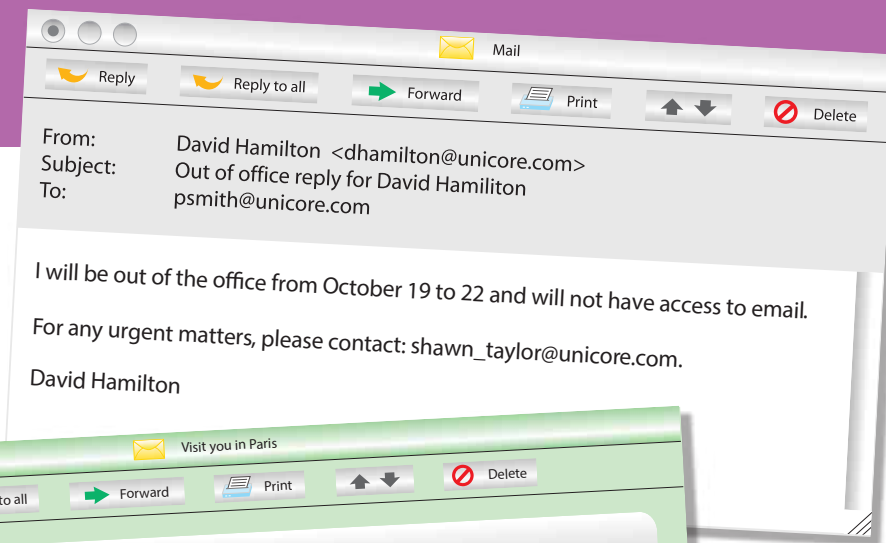 Mail
Reply Reply to all Forward Print Delete
From: David Hamilton <dhamilton@unicore.com>
Subject: Out of office reply for David Hamiliton
To: psmith@unicore.com
I will be out of the office from October 19 to 22 and will not have access to email.
For any urgent matters, please contact: shawn_taylor@unicore.com.
David Hamilton
Visit you in Paris
to all Forward Print Delete